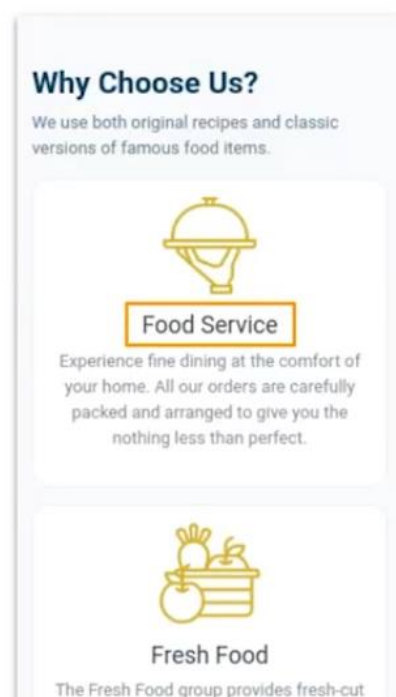 Why Choose Us?
We use both original recipes and classic
versions of famous food items.
Food Service
Experience fine dining at the comfort of
your home. All our orders are carefully
packed and arranged to give you the
nothing less than perfect.
Fresh Food
The Fresh Food group provides fresh-cut